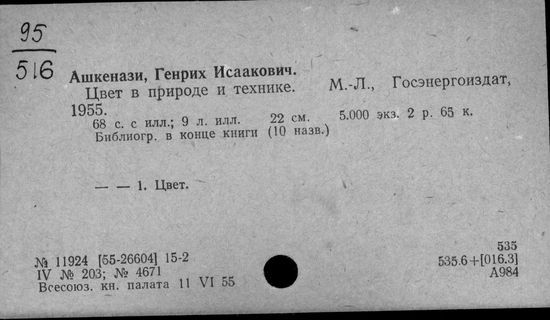 95
516
Ашкенази, Генрих Исаакович.
Цвет в природе и технике. М.-Л., Госэнергоиздат,
1955.
68 с. с илл.; 9 л. илл. 22 см. 5.000 экз. 2 р. 65 к.
Библиогр. в конце книги (10 назв.)
— — 1. Цвет.
№ 11924 [55-26604] 15-2
IV № 203; № 4671
Всесоюз. кн. палата 11 VI 55
535
535.6+[016.3]
А984